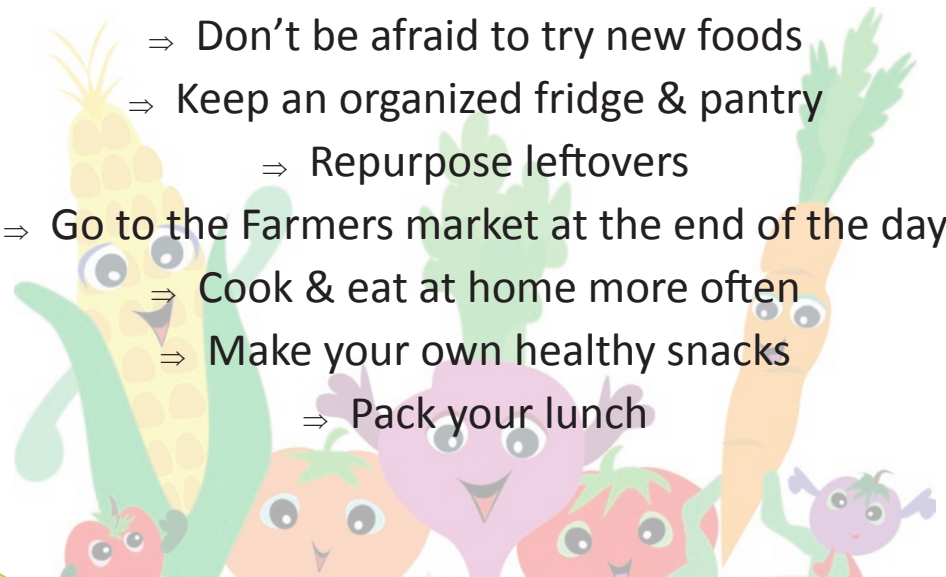 ⇒ Don't be afraid to try new foods
⇒ Keep an organized fridge & pantry
⇒ Repurpose leftovers
⇒ Go to the Farmers market at the end of the day
⇒ Cook & eat at home more often
⇒ Make your own healthy snacks
⇒ Pack your lunch